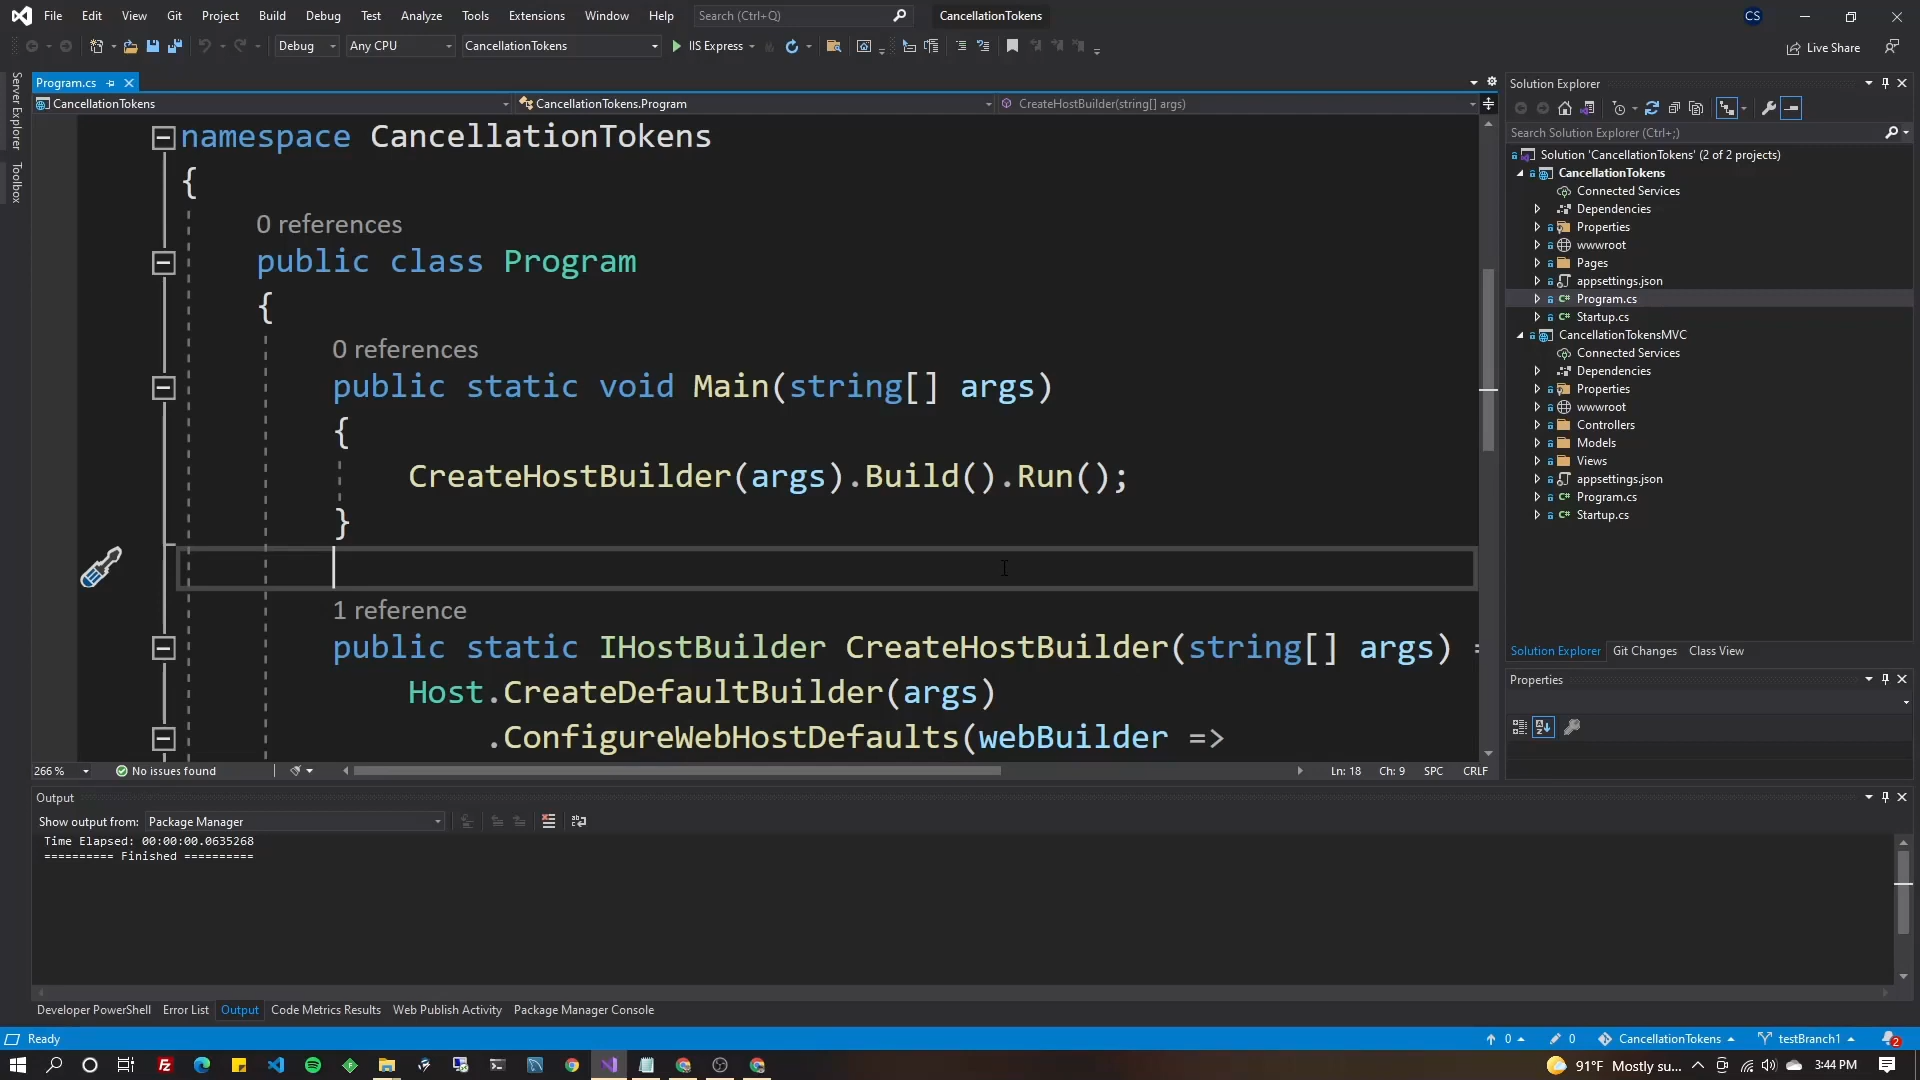 File Edit View Git Project Build Debug Test Analyze Tools Extensions Window Help Search (Ctrl+Q) CancellationTokens CS
Debug Any CPU CancellationTokens IIS Express Live Share
Server Explorer
Toolbox
Program.cs
CancellationTokens CancellationTokens.Program CreateHostBuilder(string[] args)
namespace CancellationTokens
{
0 references
public class Program
{
0 references
public static void Main(string[] args)
{
CreateHostBuilder(args).Build().Run();
}
1 reference
public static IHostBuilder CreateHostBuilder(string[] args) =
Host.CreateDefaultBuilder(args)
.ConfigureWebHostDefaults(webBuilder =>
266 % No issues found Ln: 18 Ch: 9 SPC CRLF
Solution Explorer
Search Solution Explorer (Ctrl+;)
Solution 'CancellationTokens' (2 of 2 projects)
CancellationTokens
Connected Services
Dependencies
Properties
wwwroot
Pages
appsettings.json
C# Program.cs
C# Startup.cs
CancellationTokensMVC
Connected Services
Dependencies
Properties
wwwroot
Controllers
Models
Views
appsettings.json
C# Program.cs
C# Startup.cs
Solution Explorer Git Changes Class View
Properties
Output
Show output from: Package Manager
Time Elapsed: 00:00:00.0635268
========== Finished ==========
Developer PowerShell Error List Output Code Metrics Results Web Publish Activity Package Manager Console
Ready 0 0 CancellationTokens testBranch1 2
91°F Mostly su... 3:44 PM